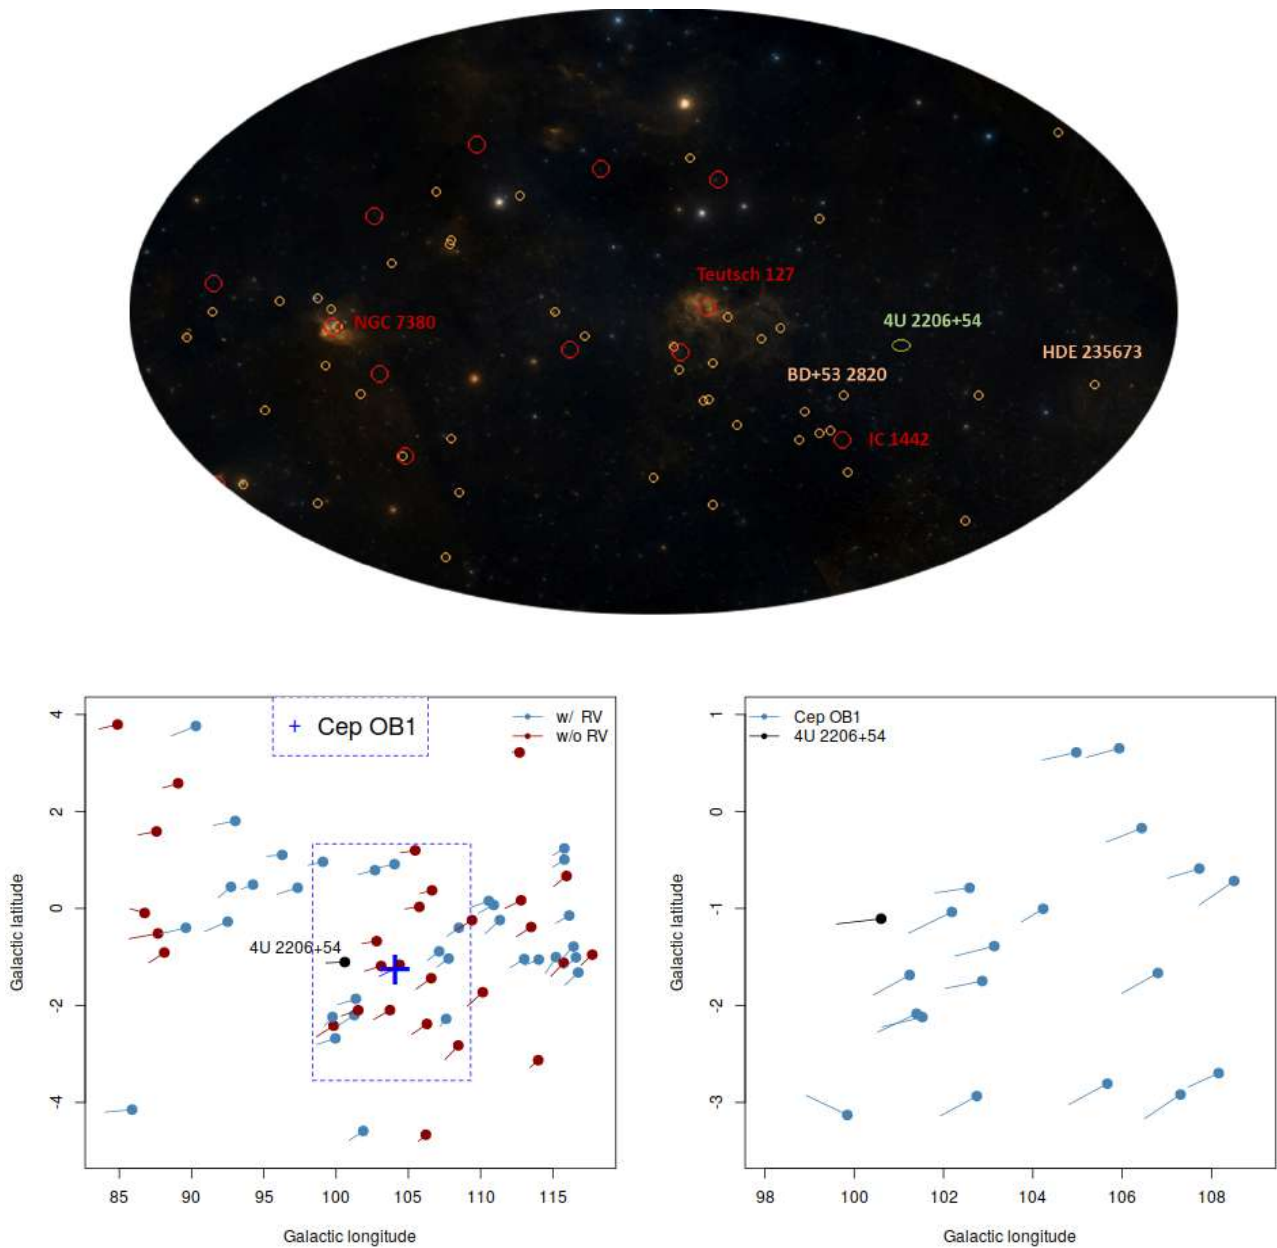 Teutsch 127
NGC 7380
4U 2206+54
HDE 235673
BD+53 2820
IC 1442
4
2
0
-2
-4
Cep OB1
w/ RV
w/o RV
4U 2206+54
85
90
95
100
105
110
115
Galactic longitude
Galactic latitude
1
0
-1
-2
-3
Cep OB1
4U 2206+54
98
100
102
104
106
108
Galactic longitude
Galactic latitude